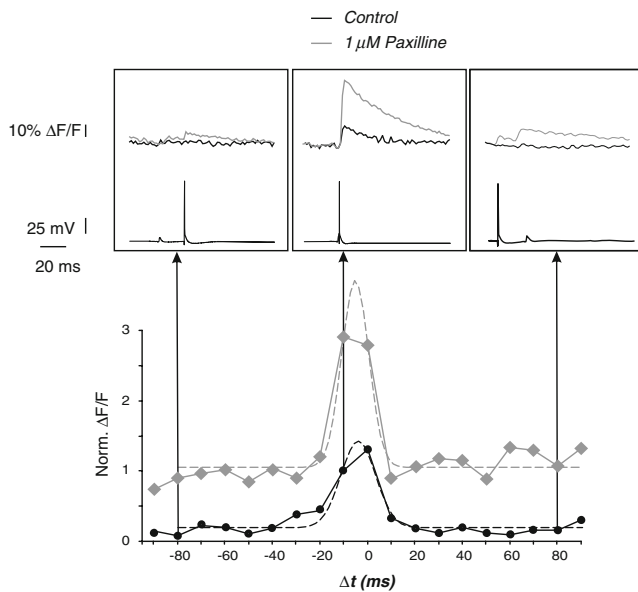 Control
1 µM Paxilline
10% ΔF/F
25 mV
20 ms
Norm. ΔF/F
3
2
1
0
-80 -60 -40 -20 0 20 40 60 80
Δt (ms)